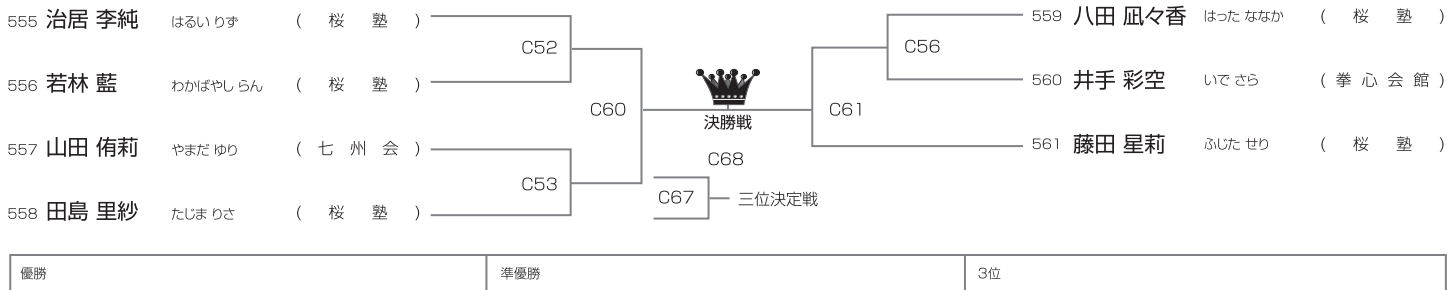 555 治居 李純 はるい りず ( 桜 塾 )
C52
556 若林 藍 わかばやし らん ( 桜 塾 )
C60
557 山田 侑莉 やまだ ゆり ( 七 州 会 )
C53
558 田島 里紗 たじま りさ ( 桜 塾 )
決勝戦
C68
C67 三位決定戦
559 八田 凪々香 はった ななか ( 桜 塾 )
C56
560 井手 彩空 いで さら ( 拳 心 会 館 )
C61
561 藤田 星莉 ふじた せり ( 桜 塾 )
優勝 準優勝 3位